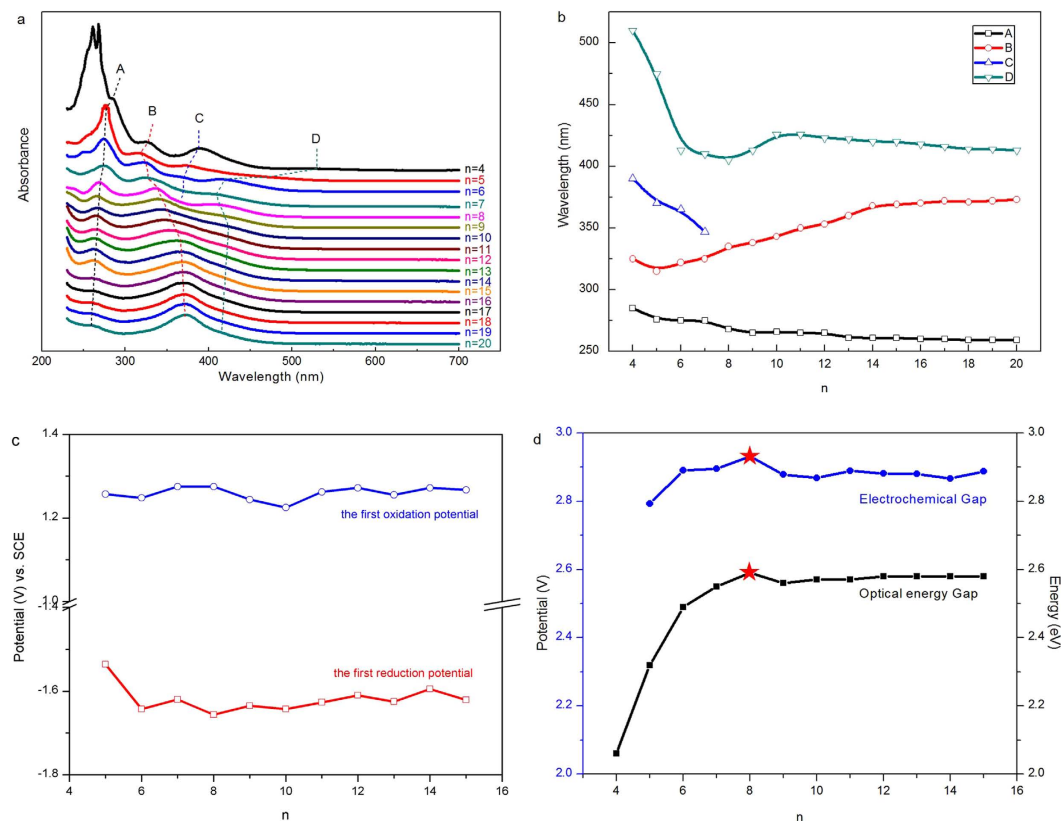 a
A
B
C
D
Absorbance
n=4
n=5
n=6
n=7
n=8
n=9
n=10
n=11
n=12
n=13
n=14
n=15
n=16
n=17
n=18
n=19
n=20
200 300 400 500 600 700
Wavelength (nm)
b
500
450
400
350
300
250
Wavelength (nm)
A
B
C
D
4 6 8 10 12 14 16 18 20
n
c
1.4
1.2
1.0
-1.4
-1.6
-1.8
Potential (V) vs. SCE
the first oxidation potential
the first reduction potential
4 6 8 10 12 14 16
n
d
3.0
2.8
2.6
2.4
2.2
2.0
Potential (V)
Electrochemical Gap
Optical energy Gap
3.0
2.8
2.6
2.4
2.2
2.0
Energy (eV)
4 6 8 10 12 14 16
n